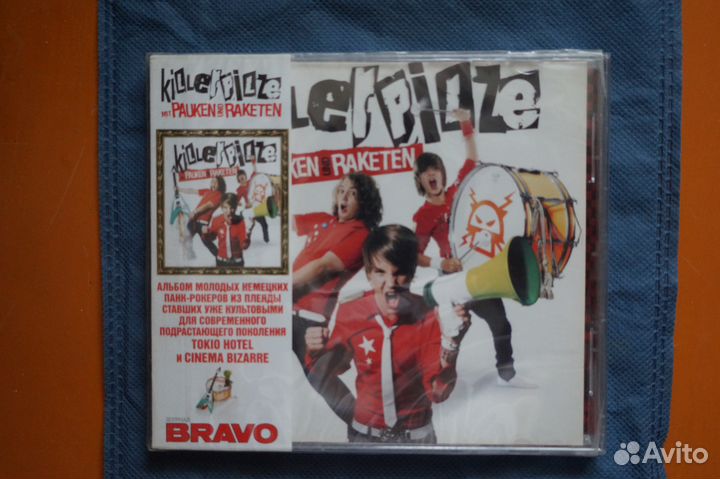 KiLLERPiLZE
MIT PAUKEN UND RAKETEN
KiLLERPiLZE
PAUKEN UND RAKETEN
АЛЬБОМ МОЛОДЫХ НЕМЕЦКИХ
ПАНК-РОКЕРОВ ИЗ ПЛЕЯДЫ
СТАВШИХ УЖЕ КУЛЬТОВЫМИ
ДЛЯ СОВРЕМЕННОГО
ПОДРАСТАЮЩЕГО ПОКОЛЕНИЯ
TOKIO HOTEL
И CINEMA BIZARRE
ЖУРНАЛ
BRAVO
LERPiLZE
KEN UND RAKETEN
Avito